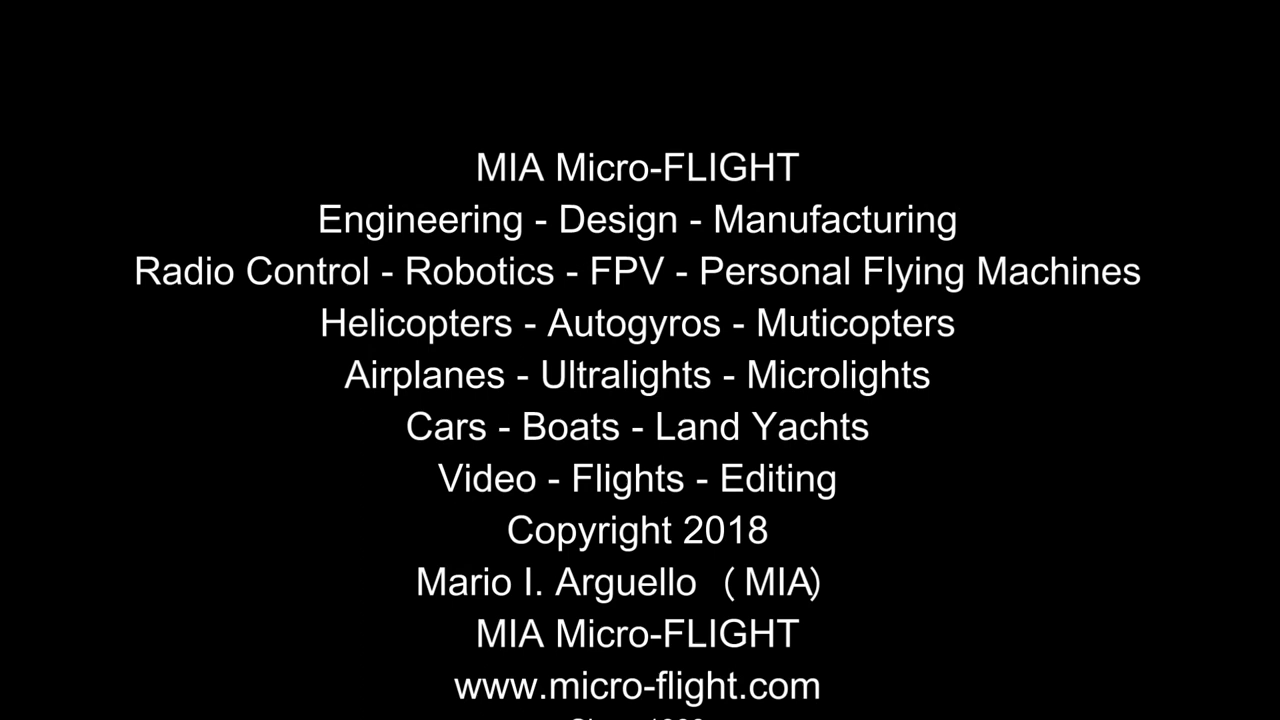 MIA Micro-FLIGHT
Engineering - Design - Manufacturing
Radio Control - Robotics - FPV - Personal Flying Machines
Helicopters - Autogyros - Muticopters
Airplanes - Ultralights - Microlights
Cars - Boats - Land Yachts
Video - Flights - Editing
Copyright 2018
Mario I. Arguello ( MIA)
MIA Micro-FLIGHT
www.micro-flight.com